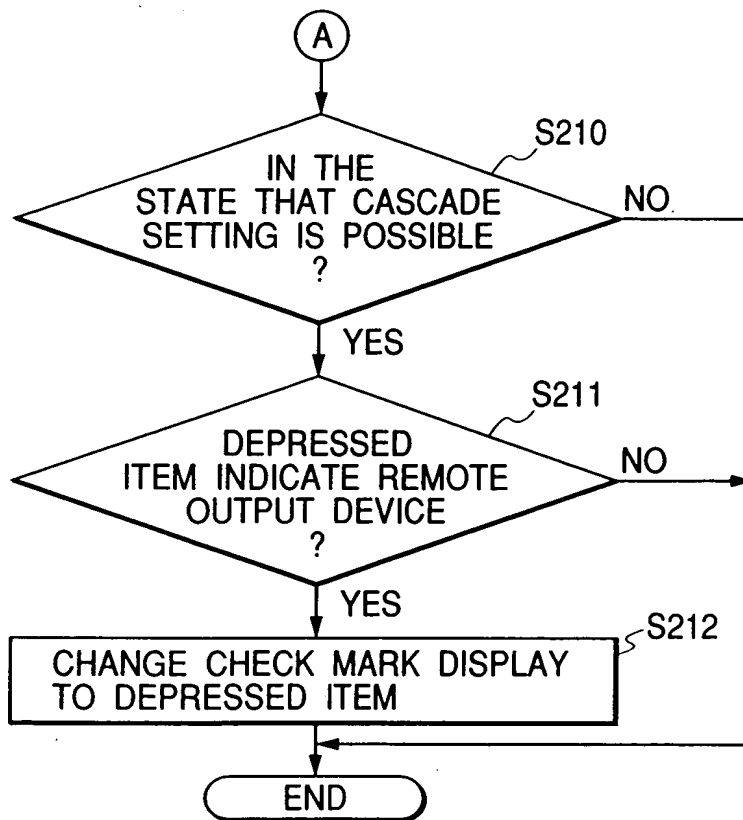 A
S210
IN THE
STATE THAT CASCADE
SETTING IS POSSIBLE
?
NO
YES
S211
DEPRESSED
ITEM INDICATE REMOTE
OUTPUT DEVICE
?
NO
YES
S212
CHANGE CHECK MARK DISPLAY
TO DEPRESSED ITEM
END